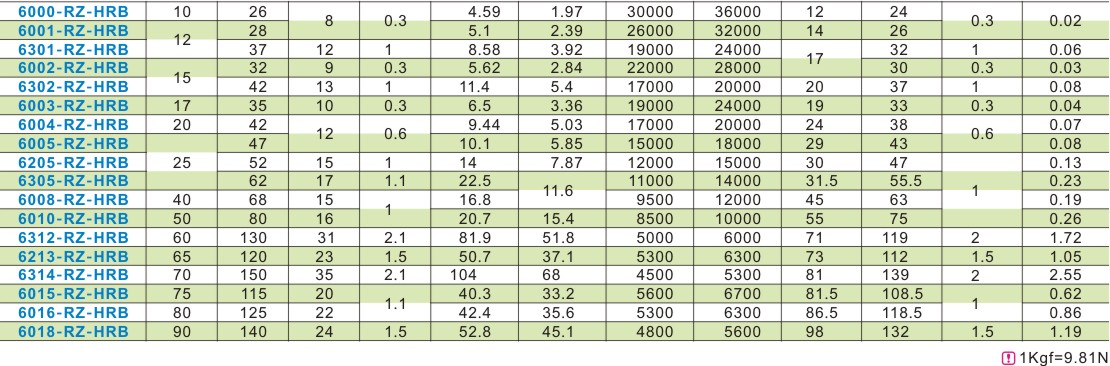 6000-RZ-HRB 10 26 8 0.3 4.59 1.97 30000 36000 12 24 0.3 0.02
6001-RZ-HRB 12 28 5.1 2.39 26000 32000 14 26
6301-RZ-HRB 37 12 1 8.58 3.92 19000 24000 17 32 1 0.06
6002-RZ-HRB 15 32 9 0.3 5.62 2.84 22000 28000 30 0.3 0.03
6302-RZ-HRB 42 13 1 11.4 5.4 17000 20000 20 37 1 0.08
6003-RZ-HRB 17 35 10 0.3 6.5 3.36 19000 24000 19 33 0.3 0.04
6004-RZ-HRB 20 42 12 0.6 9.44 5.03 17000 20000 24 38 0.6 0.07
6005-RZ-HRB 47 10.1 5.85 15000 18000 29 43 0.08
6205-RZ-HRB 25 52 15 1 14 7.87 12000 15000 30 47 0.13
6305-RZ-HRB 62 17 1.1 22.5 11.6 11000 14000 31.5 55.5 1 0.23
6008-RZ-HRB 40 68 15 1 16.8 9500 12000 45 63 0.19
6010-RZ-HRB 50 80 16 20.7 15.4 8500 10000 55 75 0.26
6312-RZ-HRB 60 130 31 2.1 81.9 51.8 5000 6000 71 119 2 1.72
6213-RZ-HRB 65 120 23 1.5 50.7 37.1 5300 6300 73 112 1.5 1.05
6314-RZ-HRB 70 150 35 2.1 104 68 4500 5300 81 139 2 2.55
6015-RZ-HRB 75 115 20 1.1 40.3 33.2 5600 6700 81.5 108.5 1 0.62
6016-RZ-HRB 80 125 22 42.4 35.6 5300 6300 86.5 118.5 0.86
6018-RZ-HRB 90 140 24 1.5 52.8 45.1 4800 5600 98 132 1.5 1.19
! 1Kgf=9.81N